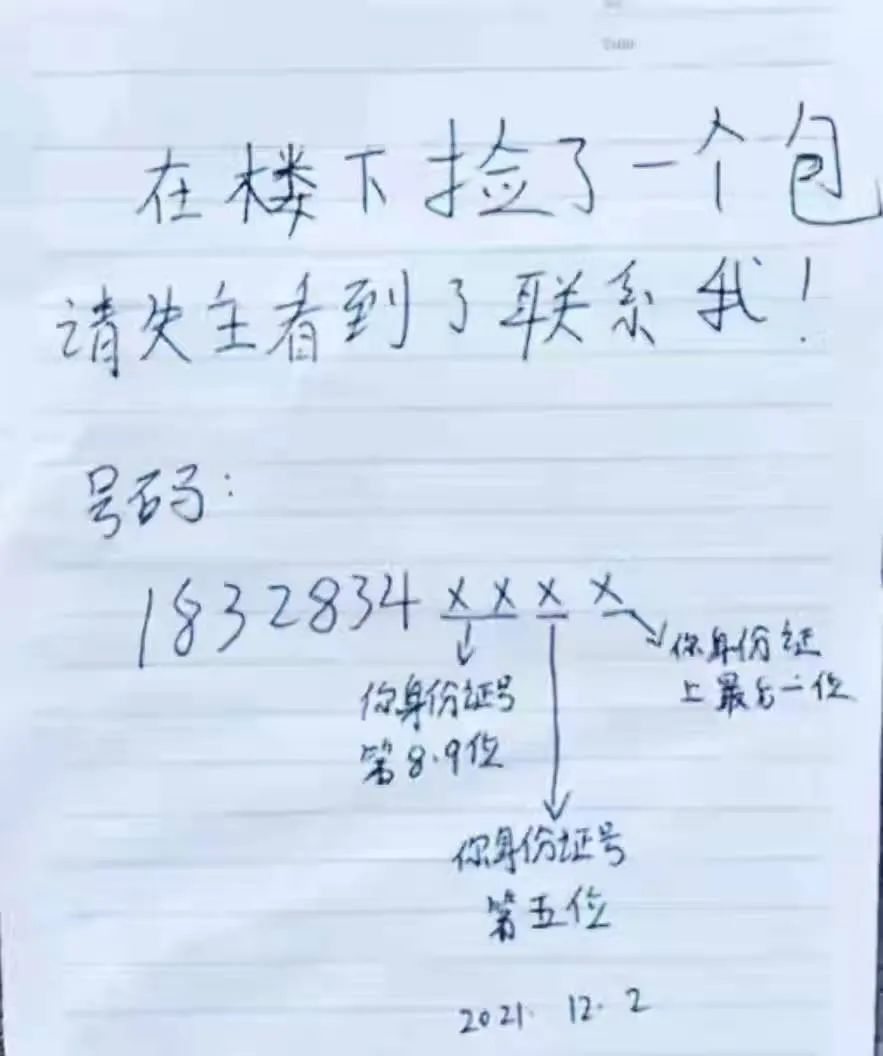 在楼下捡了一个包
请失主看到了联系我！
号码：
1832834xxxx
你身份证
上最后一位
你身份证号
第8.9位
你身份证号
第五位
2021. 12. 2